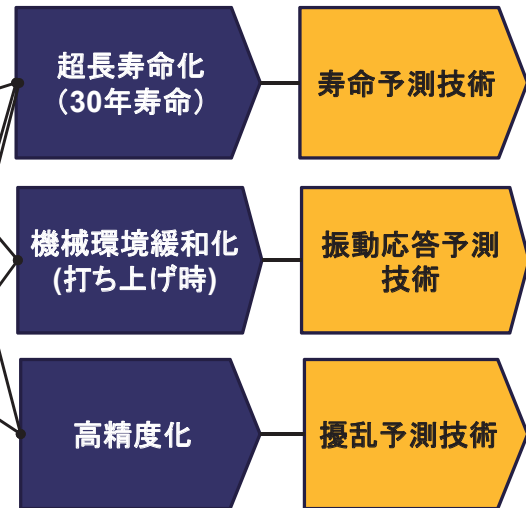 超長寿命化
（30年寿命）
寿命予測技術
機械環境緩和化
(打ち上げ時)
振動応答予測
技術
高精度化
擾乱予測技術